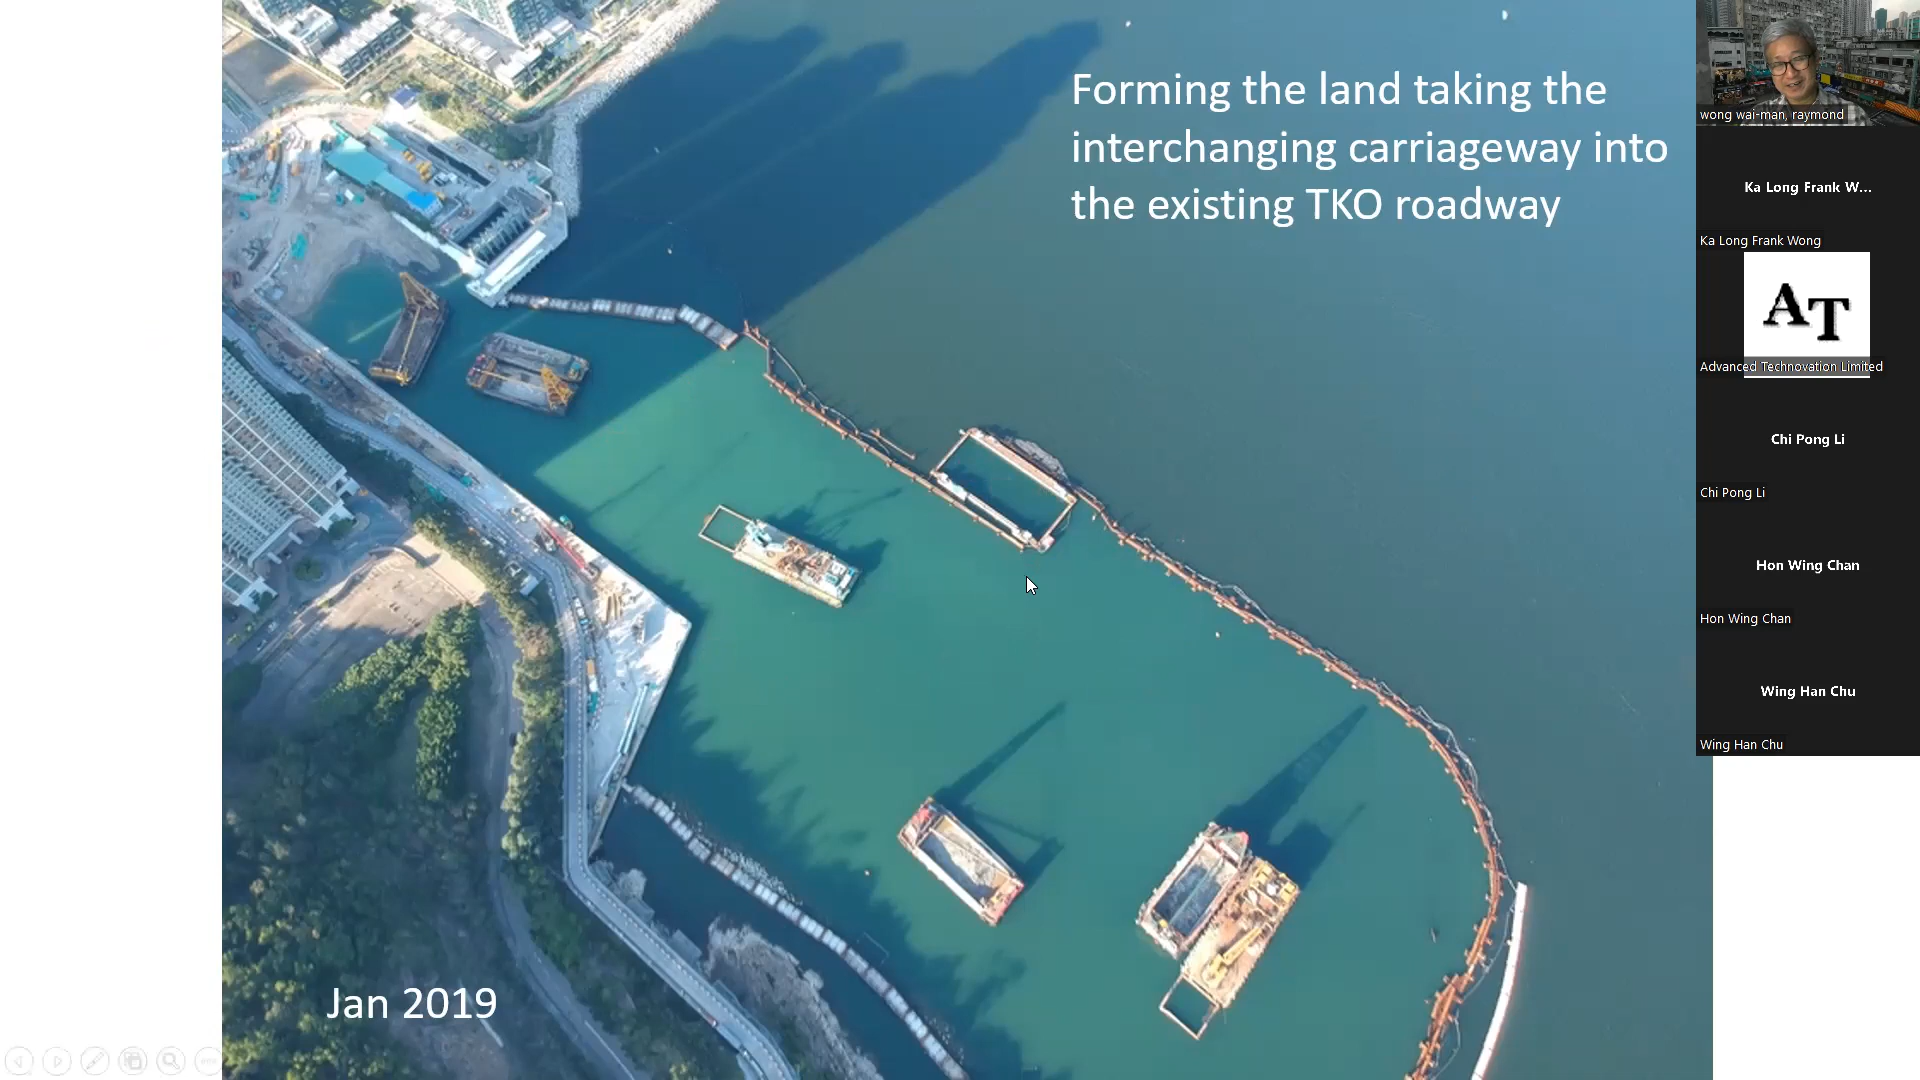 Forming the land taking the
interchanging carriageway into
the existing TKO roadway
Jan 2019
wong wai-man, raymond
Ka Long Frank W...
Ka Long Frank Wong
AT
Advanced Technovation Limited
Chi Pong Li
Chi Pong Li
Hon Wing Chan
Hon Wing Chan
Wing Han Chu
Wing Han Chu